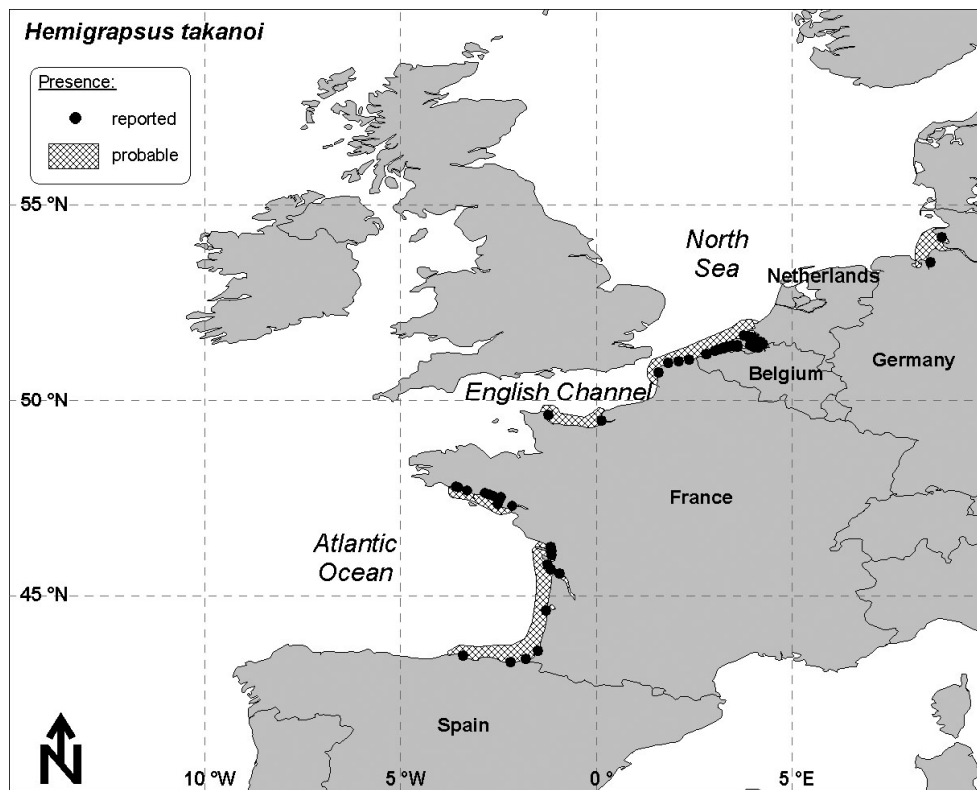 Hemigrapsus takanoi
Presence:
reported
probable
55 °N
North
Sea
Netherlands
Germany
Belgium
English Channel
50 °N
France
Atlantic
Ocean
45 °N
Spain
N
10 °W
5 °W
0 °
5 °E